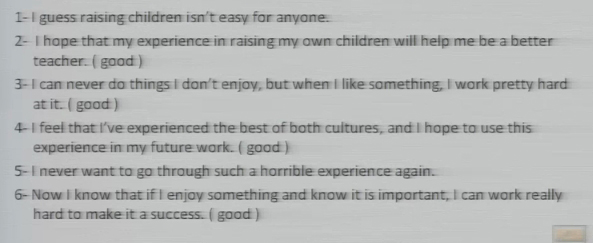 1- I guess raising children isn't easy for anyone.
2- I hope that my experience in raising my own children will help me be a better
teacher. ( good )
3- I can never do things I don't enjoy, but when I like something, I work pretty hard
at it. ( good )
4- I feel that I've experienced the best of both cultures, and I hope to use this
experience in my future work. ( good )
5- I never want to go through such a horrible experience again.
6- Now I know that if I enjoy something and know it is important, I can work really
hard to make it a success. ( good )